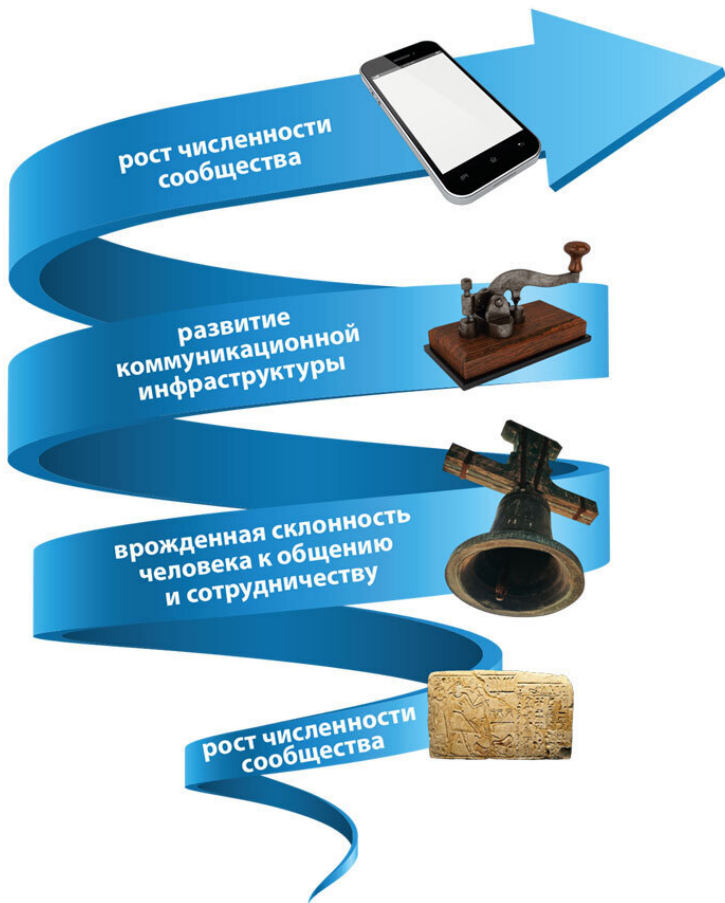 рост численности
сообщества
развитие
коммуникационной
инфраструктуры
врожденная склонность
человека к общению
и сотрудничеству
рост численности
сообщества